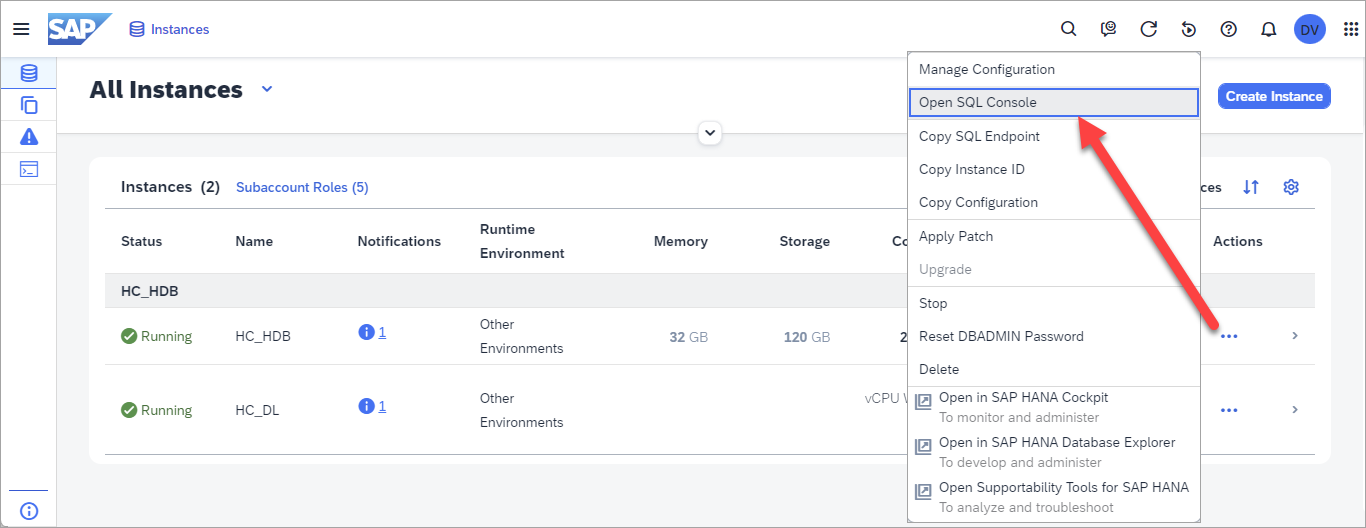 SAP Instances DV
All Instances
Create Instance
Manage Configuration
Open SQL Console
Copy SQL Endpoint
Copy Instance ID
Copy Configuration
Apply Patch
Upgrade
Stop
Reset DBADMIN Password
Delete
Open in SAP HANA Cockpit
To monitor and administer
Open in SAP HANA Database Explorer
To develop and administer
Open Supportability Tools for SAP HANA
To analyze and troubleshoot
Instances (2) Subaccount Roles (5)
Status Name Notifications Runtime Environment Memory Storage Actions
HC_HDB
Running HC_HDB 1 Other Environments 32 GB 120 GB
Running HC_DL 1 Other Environments vCPU